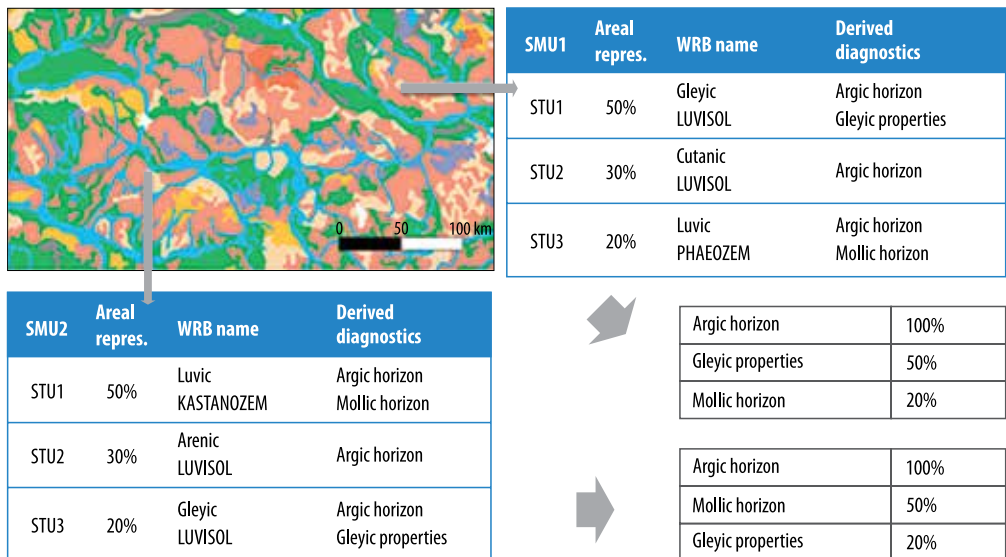 0 50 100 km
SMU1 Areal repres. WRB name Derived diagnostics
STU1 50% Gleyic LUVISOL Argic horizon Gleyic properties
STU2 30% Cutanic LUVISOL Argic horizon
STU3 20% Luvic PHAEOZEM Argic horizon Mollic horizon
SMU2 Areal repres. WRB name Derived diagnostics
STU1 50% Luvic KASTANOZEM Argic horizon Mollic horizon
STU2 30% Arenic LUVISOL Argic horizon
STU3 20% Gleyic LUVISOL Argic horizon Gleyic properties
Argic horizon 100%
Gleyic properties 50%
Mollic horizon 20%
Argic horizon 100%
Mollic horizon 50%
Gleyic properties 20%